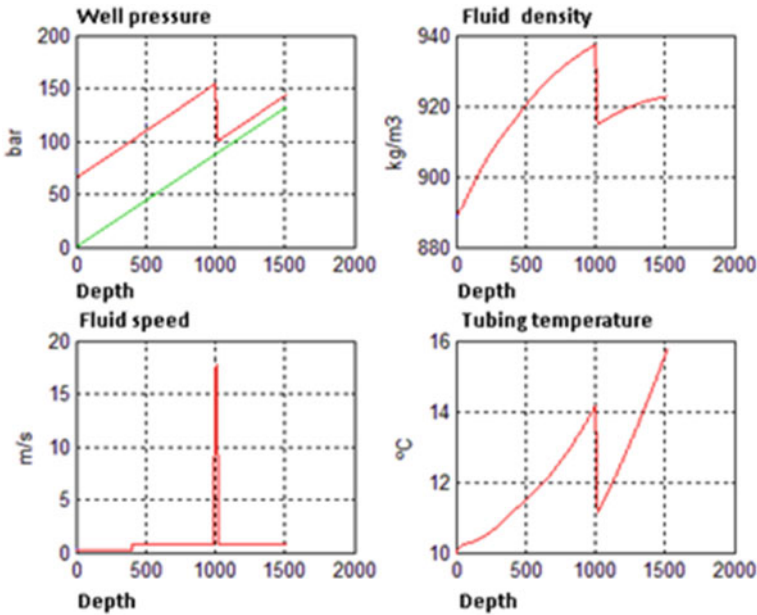 Well pressure
200
150
100
50
0
bar
0 500 1000 1500 2000
Depth
Fluid density
940
920
900
880
kg/m3
0 500 1000 1500 2000
Depth
Fluid speed
20
15
10
5
0
m/s
0 500 1000 1500 2000
Depth
Tubing temperature
16
14
12
10
ºC
0 500 1000 1500 2000
Depth